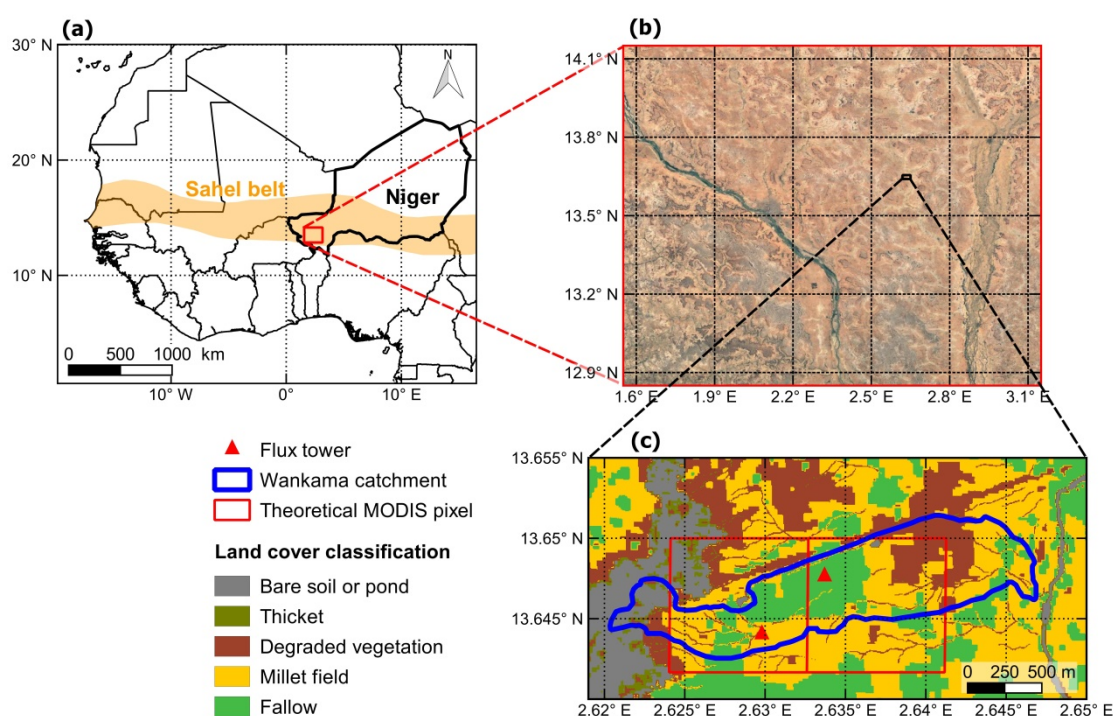 (a)
30° N
20° N
10° N
N
Sahel belt
Niger
0 500 1000 km
10° W 0° 10° E
(b)
14.1° N
13.8° N
13.5° N
13.2° N
12.9° N
1.6° E 1.9° E 2.2° E 2.5° E 2.8° E 3.1° E
Flux tower
Wankama catchment
Theoretical MODIS pixel
Land cover classification
Bare soil or pond
Thicket
Degraded vegetation
Millet field
Fallow
(c)
13.655° N
13.65° N
13.645° N
0 250 500 m
2.62° E 2.625° E 2.63° E 2.635° E 2.64° E 2.645° E 2.65° E